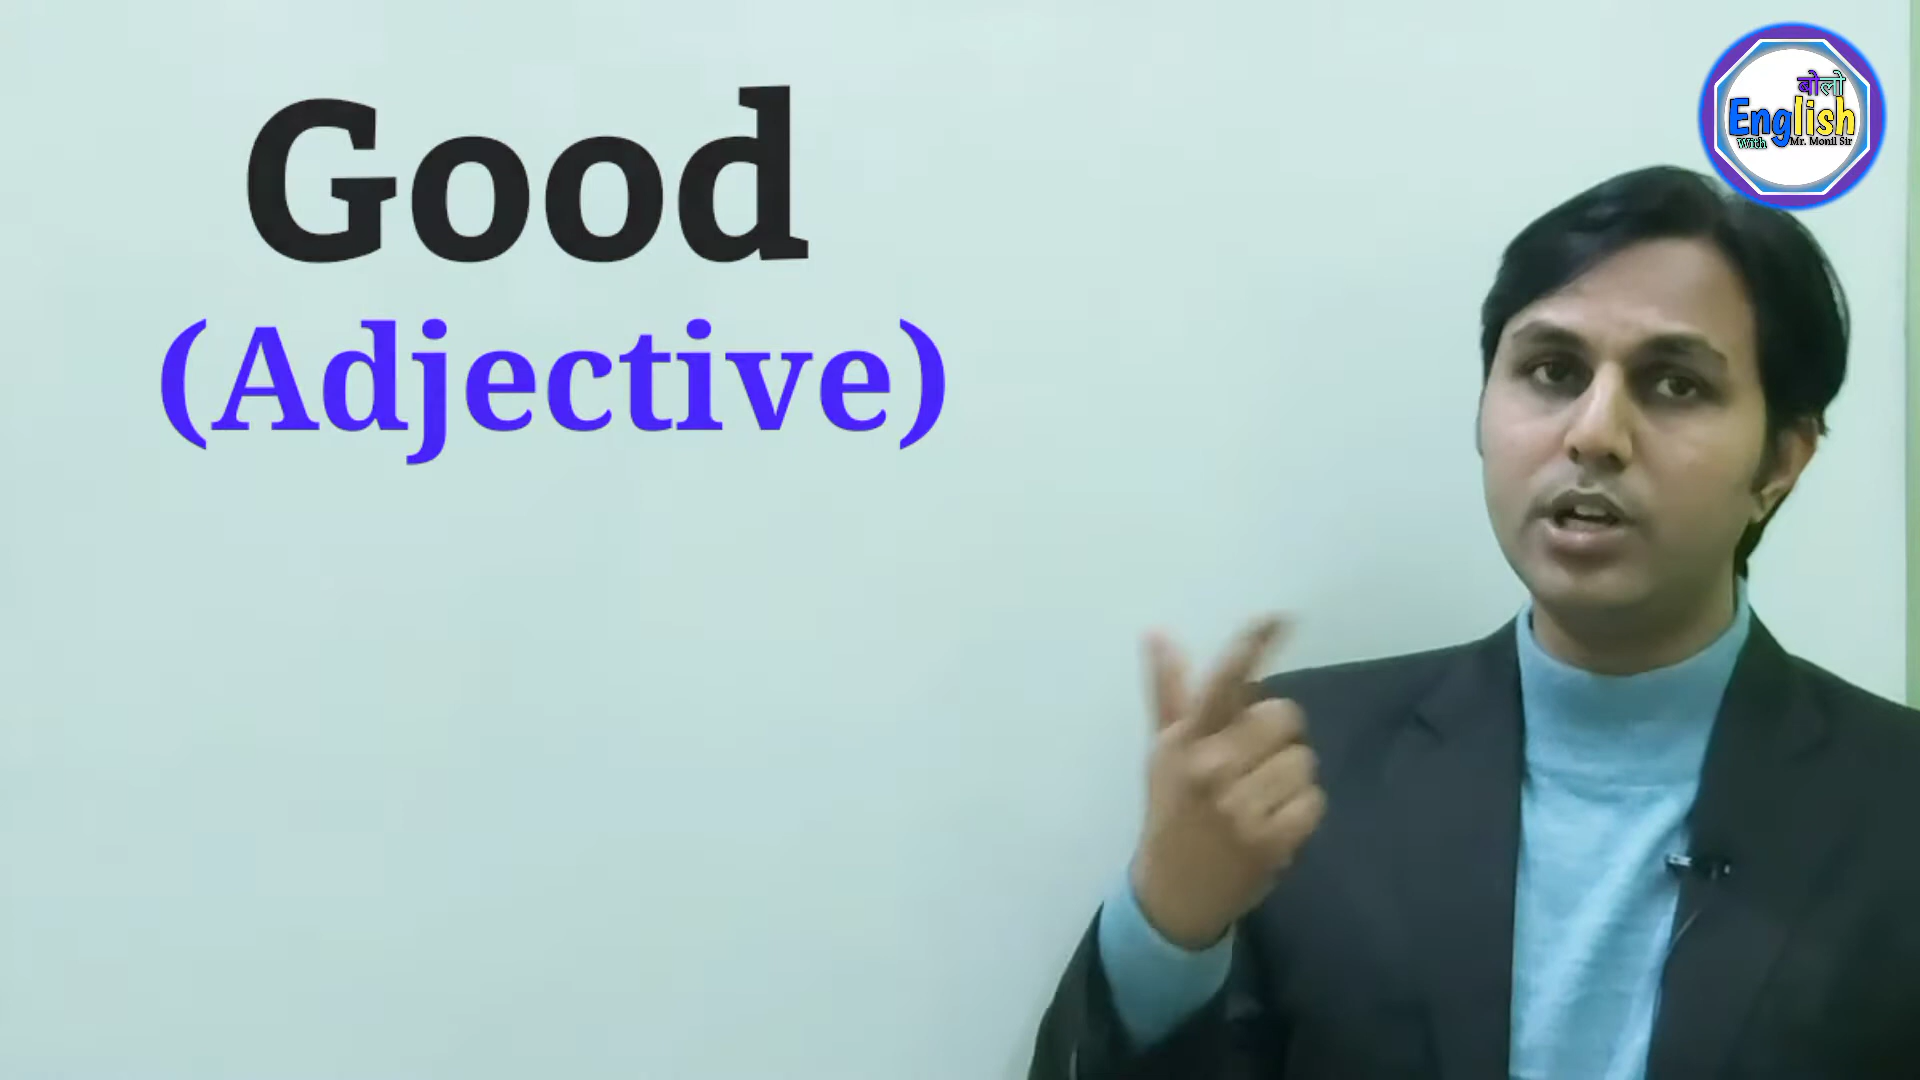 Good
(Adjective)
बोलो
English
With Mr. Monil Sir